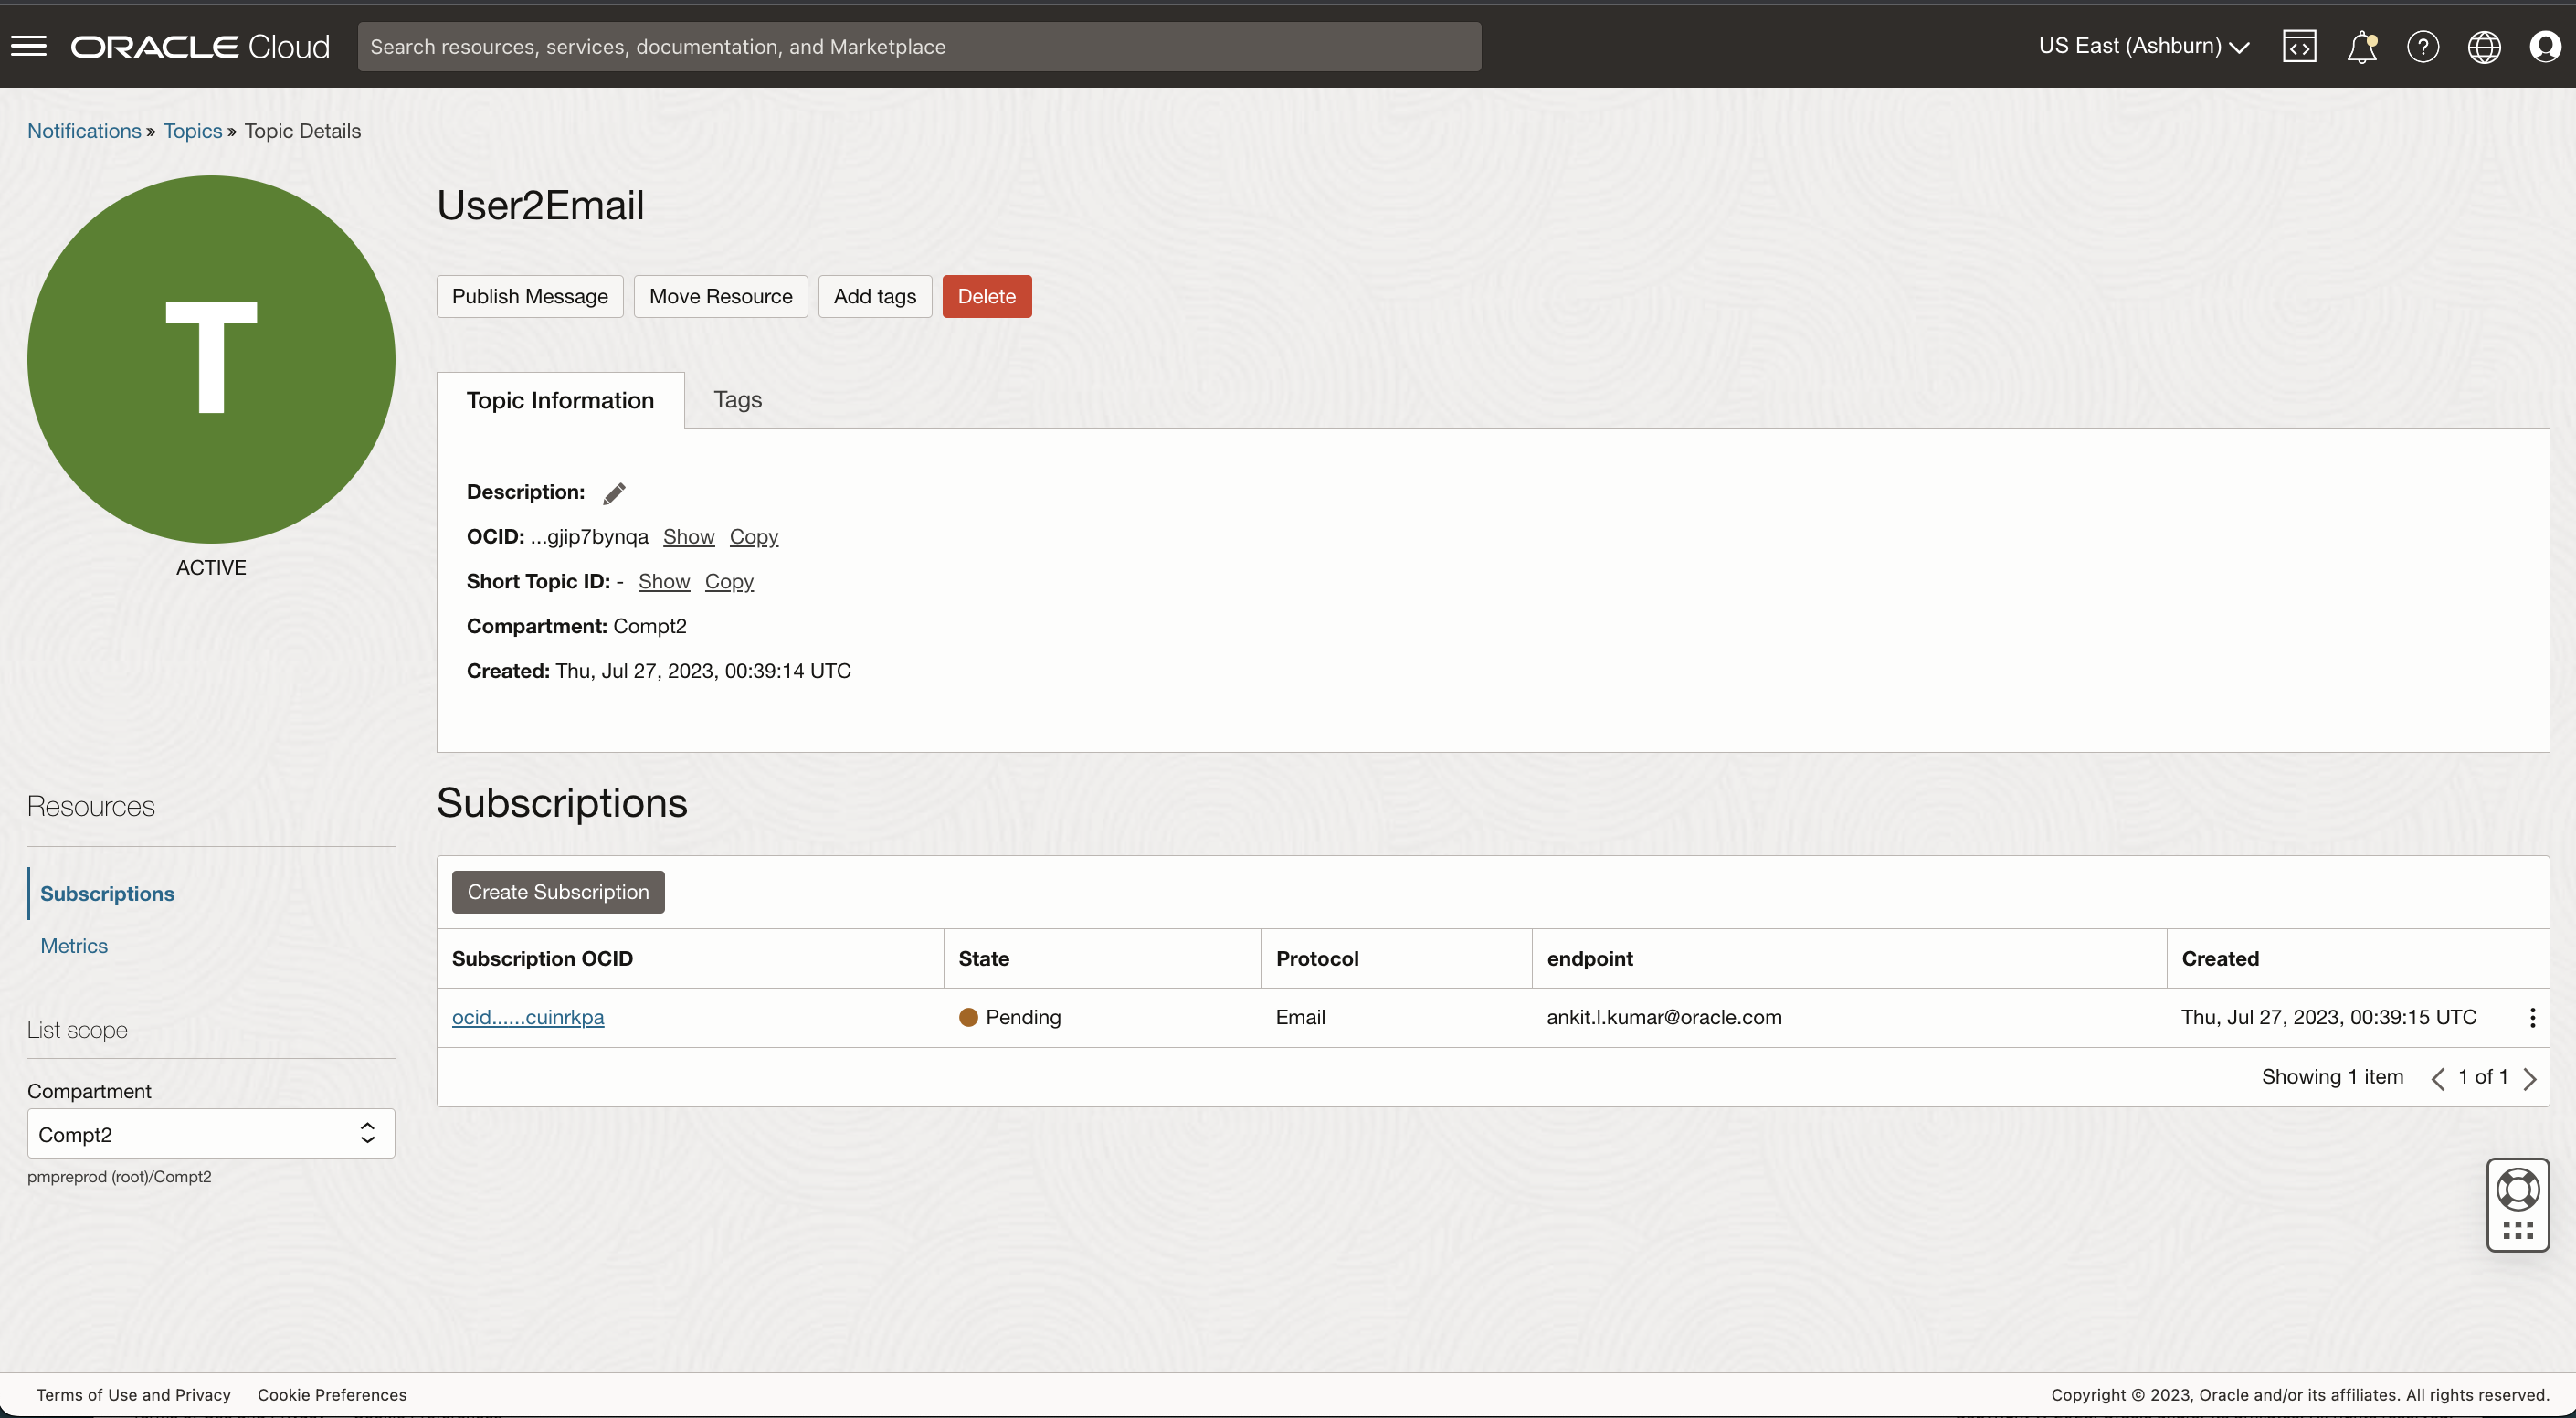 ORACLE Cloud
Search resources, services, documentation, and Marketplace
US East (Ashburn)
Notifications » Topics » Topic Details
T
ACTIVE
User2Email
Publish Message
Move Resource
Add tags
Delete
Topic Information
Tags
Description:
OCID: ...gjip7bynqa Show Copy
Short Topic ID: - Show Copy
Compartment: Compt2
Created: Thu, Jul 27, 2023, 00:39:14 UTC
Resources
Subscriptions
Metrics
List scope
Compartment
Compt2
pmpreprod (root)/Compt2
Subscriptions
Create Subscription
Subscription OCID State Protocol endpoint Created
ocid......cuinrkpa Pending Email ankit.l.kumar@oracle.com Thu, Jul 27, 2023, 00:39:15 UTC
Showing 1 item 1 of 1
Terms of Use and Privacy Cookie Preferences
Copyright © 2023, Oracle and/or its affiliates. All rights reserved.